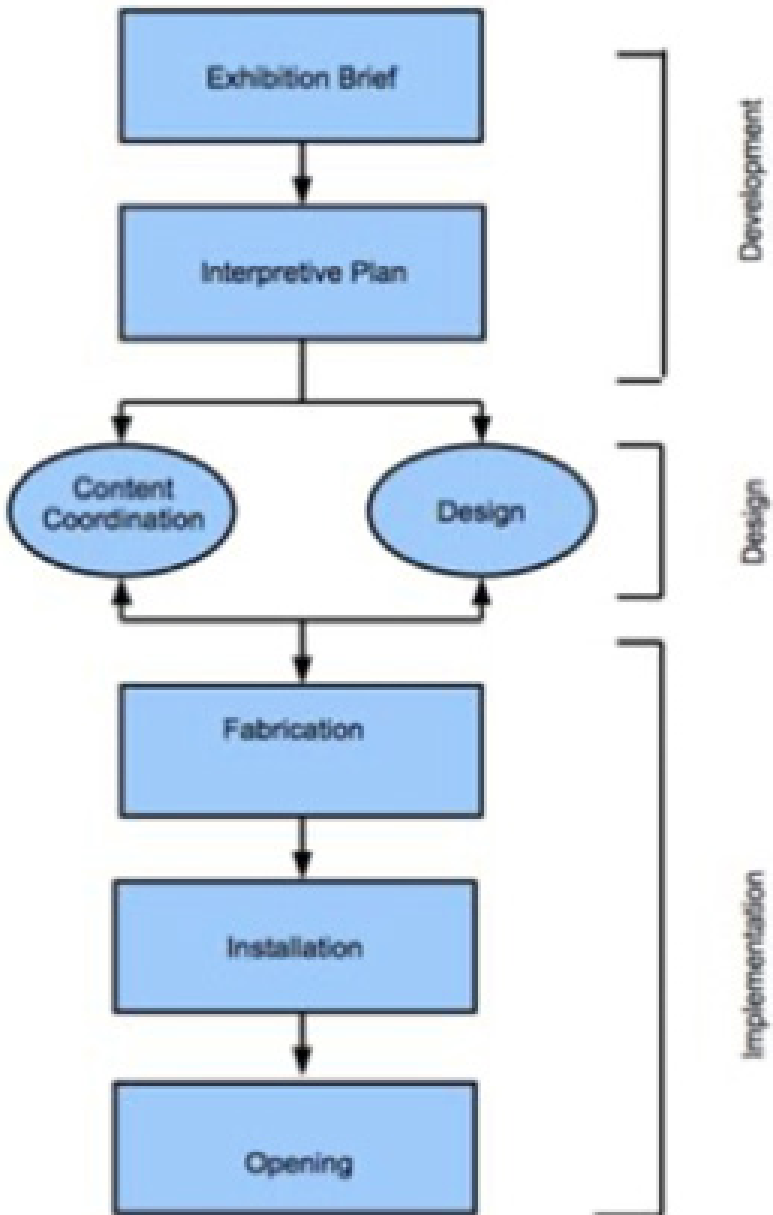 Exhibition Brief
Development
Interpretive Plan
Content
Coordination
Design
Design
Fabrication
Implementation
Installation
Opening